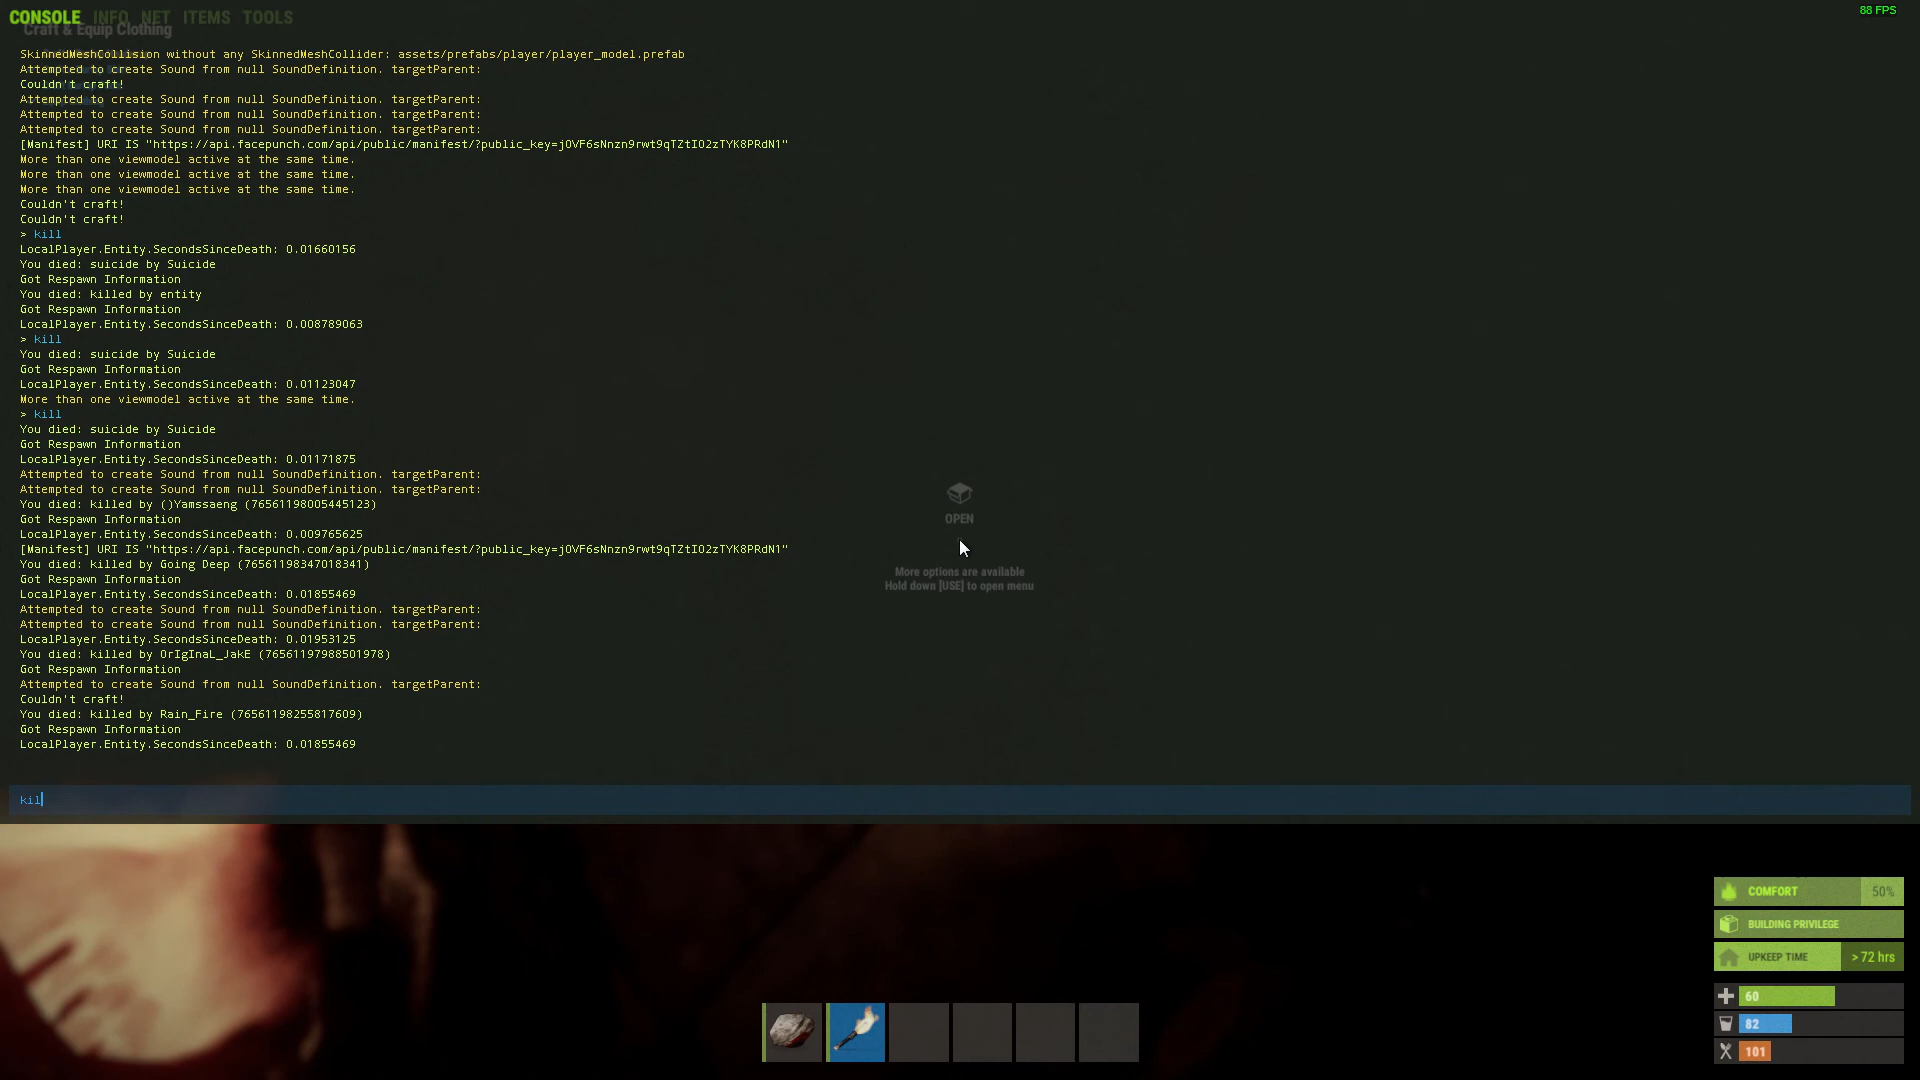 CONSOLE INFO NET ITEMS TOOLS
88 FPS
Craft & Equip Clothing
SkinnedMeshCollision without any SkinnedMeshCollider: assets/prefabs/player/player_model.prefab
Attempted to create Sound from null SoundDefinition. targetParent:
Couldn't craft!
Attempted to create Sound from null SoundDefinition. targetParent:
Attempted to create Sound from null SoundDefinition. targetParent:
Attempted to create Sound from null SoundDefinition. targetParent:
[Manifest] URI IS "https://api.facepunch.com/api/public/manifest/?public_key=jOVF6sNnzn9rwt9qTZtIO2zTYK8PRdN1"
More than one viewmodel active at the same time.
More than one viewmodel active at the same time.
More than one viewmodel active at the same time.
Couldn't craft!
Couldn't craft!
> kill
LocalPlayer.Entity.SecondsSinceDeath: 0.01660156
You died: suicide by Suicide
Got Respawn Information
You died: killed by entity
Got Respawn Information
LocalPlayer.Entity.SecondsSinceDeath: 0.008789063
> kill
You died: suicide by Suicide
Got Respawn Information
LocalPlayer.Entity.SecondsSinceDeath: 0.01123047
More than one viewmodel active at the same time.
> kill
You died: suicide by Suicide
Got Respawn Information
LocalPlayer.Entity.SecondsSinceDeath: 0.01171875
Attempted to create Sound from null SoundDefinition. targetParent:
Attempted to create Sound from null SoundDefinition. targetParent:
You died: killed by ()Yamssaeng (76561198005445123)
Got Respawn Information
LocalPlayer.Entity.SecondsSinceDeath: 0.009765625
[Manifest] URI IS "https://api.facepunch.com/api/public/manifest/?public_key=jOVF6sNnzn9rwt9qTZtIO2zTYK8PRdN1"
You died: killed by Going Deep (76561198347018341)
Got Respawn Information
LocalPlayer.Entity.SecondsSinceDeath: 0.01855469
Attempted to create Sound from null SoundDefinition. targetParent:
Attempted to create Sound from null SoundDefinition. targetParent:
LocalPlayer.Entity.SecondsSinceDeath: 0.01953125
You died: killed by OrIgInaL_JakE (76561197988501978)
Got Respawn Information
Attempted to create Sound from null SoundDefinition. targetParent:
Couldn't craft!
You died: killed by Rain_Fire (76561198255817609)
Got Respawn Information
LocalPlayer.Entity.SecondsSinceDeath: 0.01855469
OPEN
More options are available
Hold down [USE] to open menu
kil
COMFORT 50%
BUILDING PRIVILEGE
UPKEEP TIME > 72 hrs
60
82
101